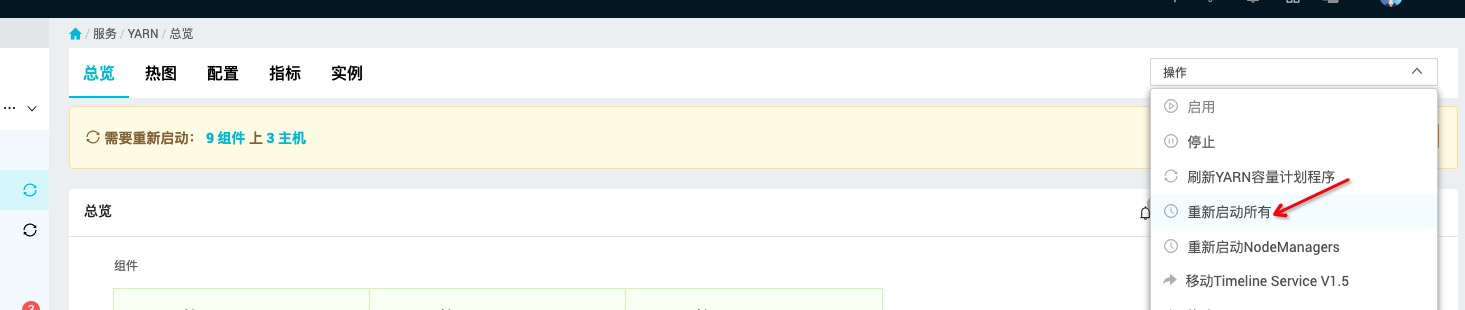 / 服务 / YARN / 总览
总览 热图 配置 指标 实例
操作
启用
需要重新启动： 9 组件 上 3 主机
停止
刷新YARN容量计划程序
重新启动所有
总览
重新启动NodeManagers
组件
移动Timeline Service V1.5